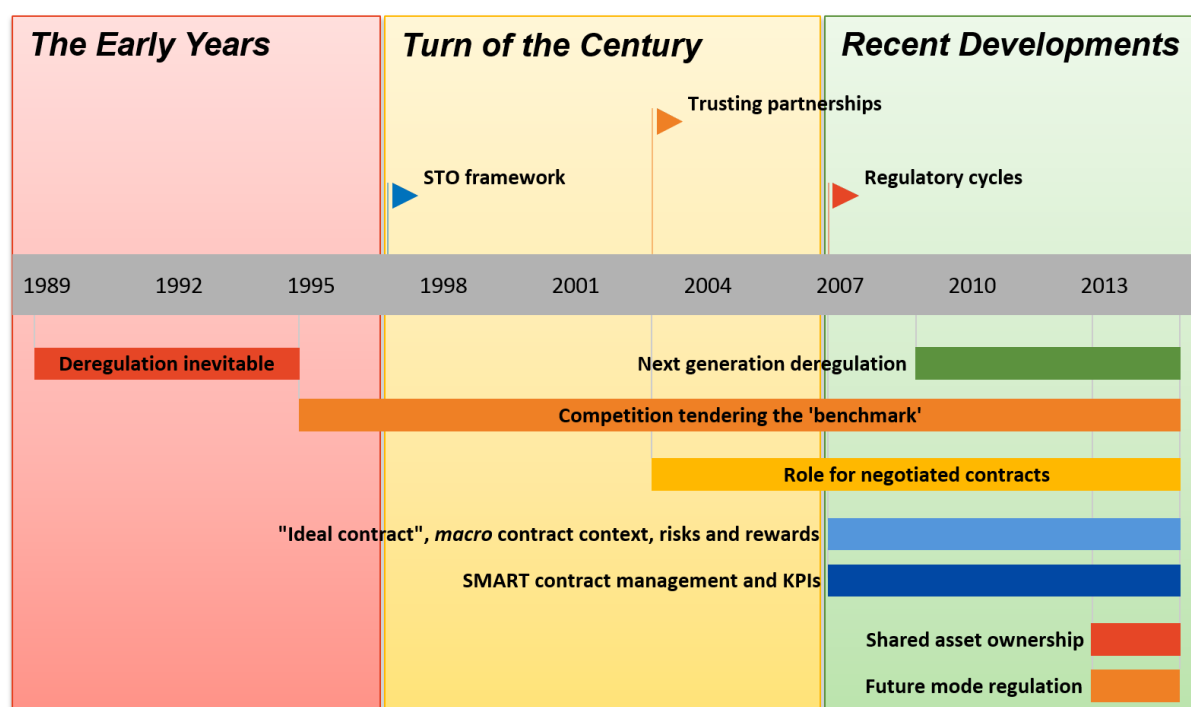 The Early Years
Turn of the Century
Recent Developments
Trusting partnerships
STO framework
Regulatory cycles
1989 1992 1995 1998 2001 2004 2007 2010 2013
Deregulation inevitable
Next generation deregulation
Competition tendering the 'benchmark'
Role for negotiated contracts
"Ideal contract", macro contract context, risks and rewards
SMART contract management and KPIs
Shared asset ownership
Future mode regulation